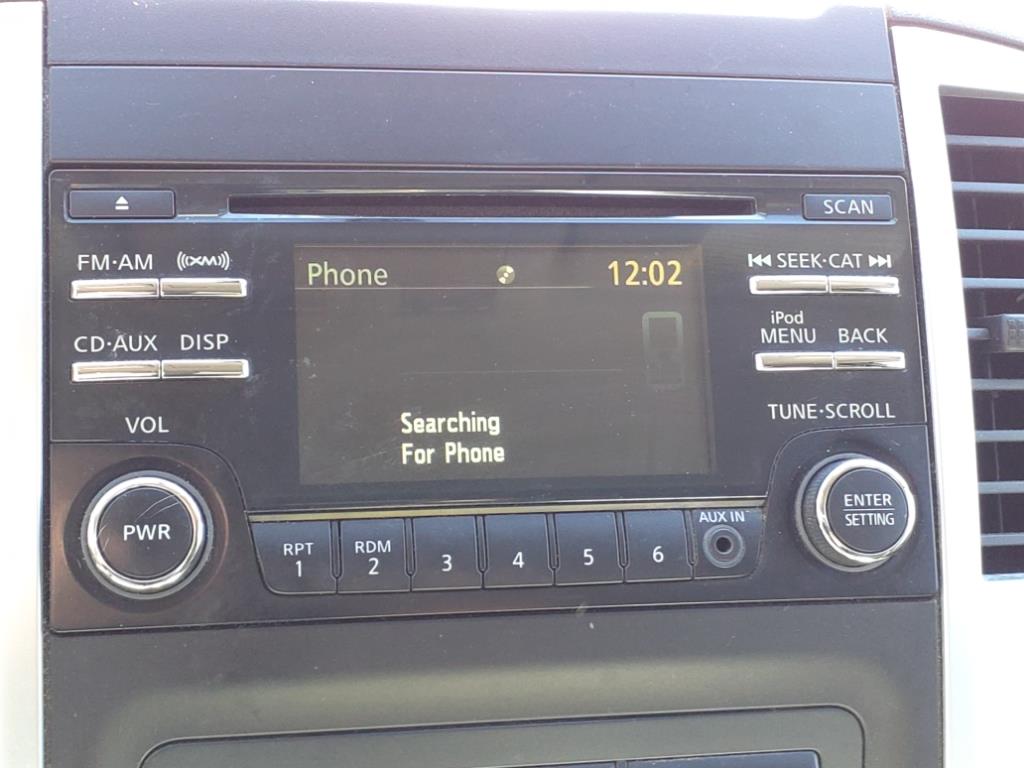 SCAN
FM·AM
((XM))
Phone
12:02
SEEK·CAT
CD·AUX
DISP
iPod
MENU
BACK
VOL
Searching
For Phone
TUNE·SCROLL
PWR
ENTER
SETTING
RPT
1
RDM
2
3
4
5
6
AUX IN